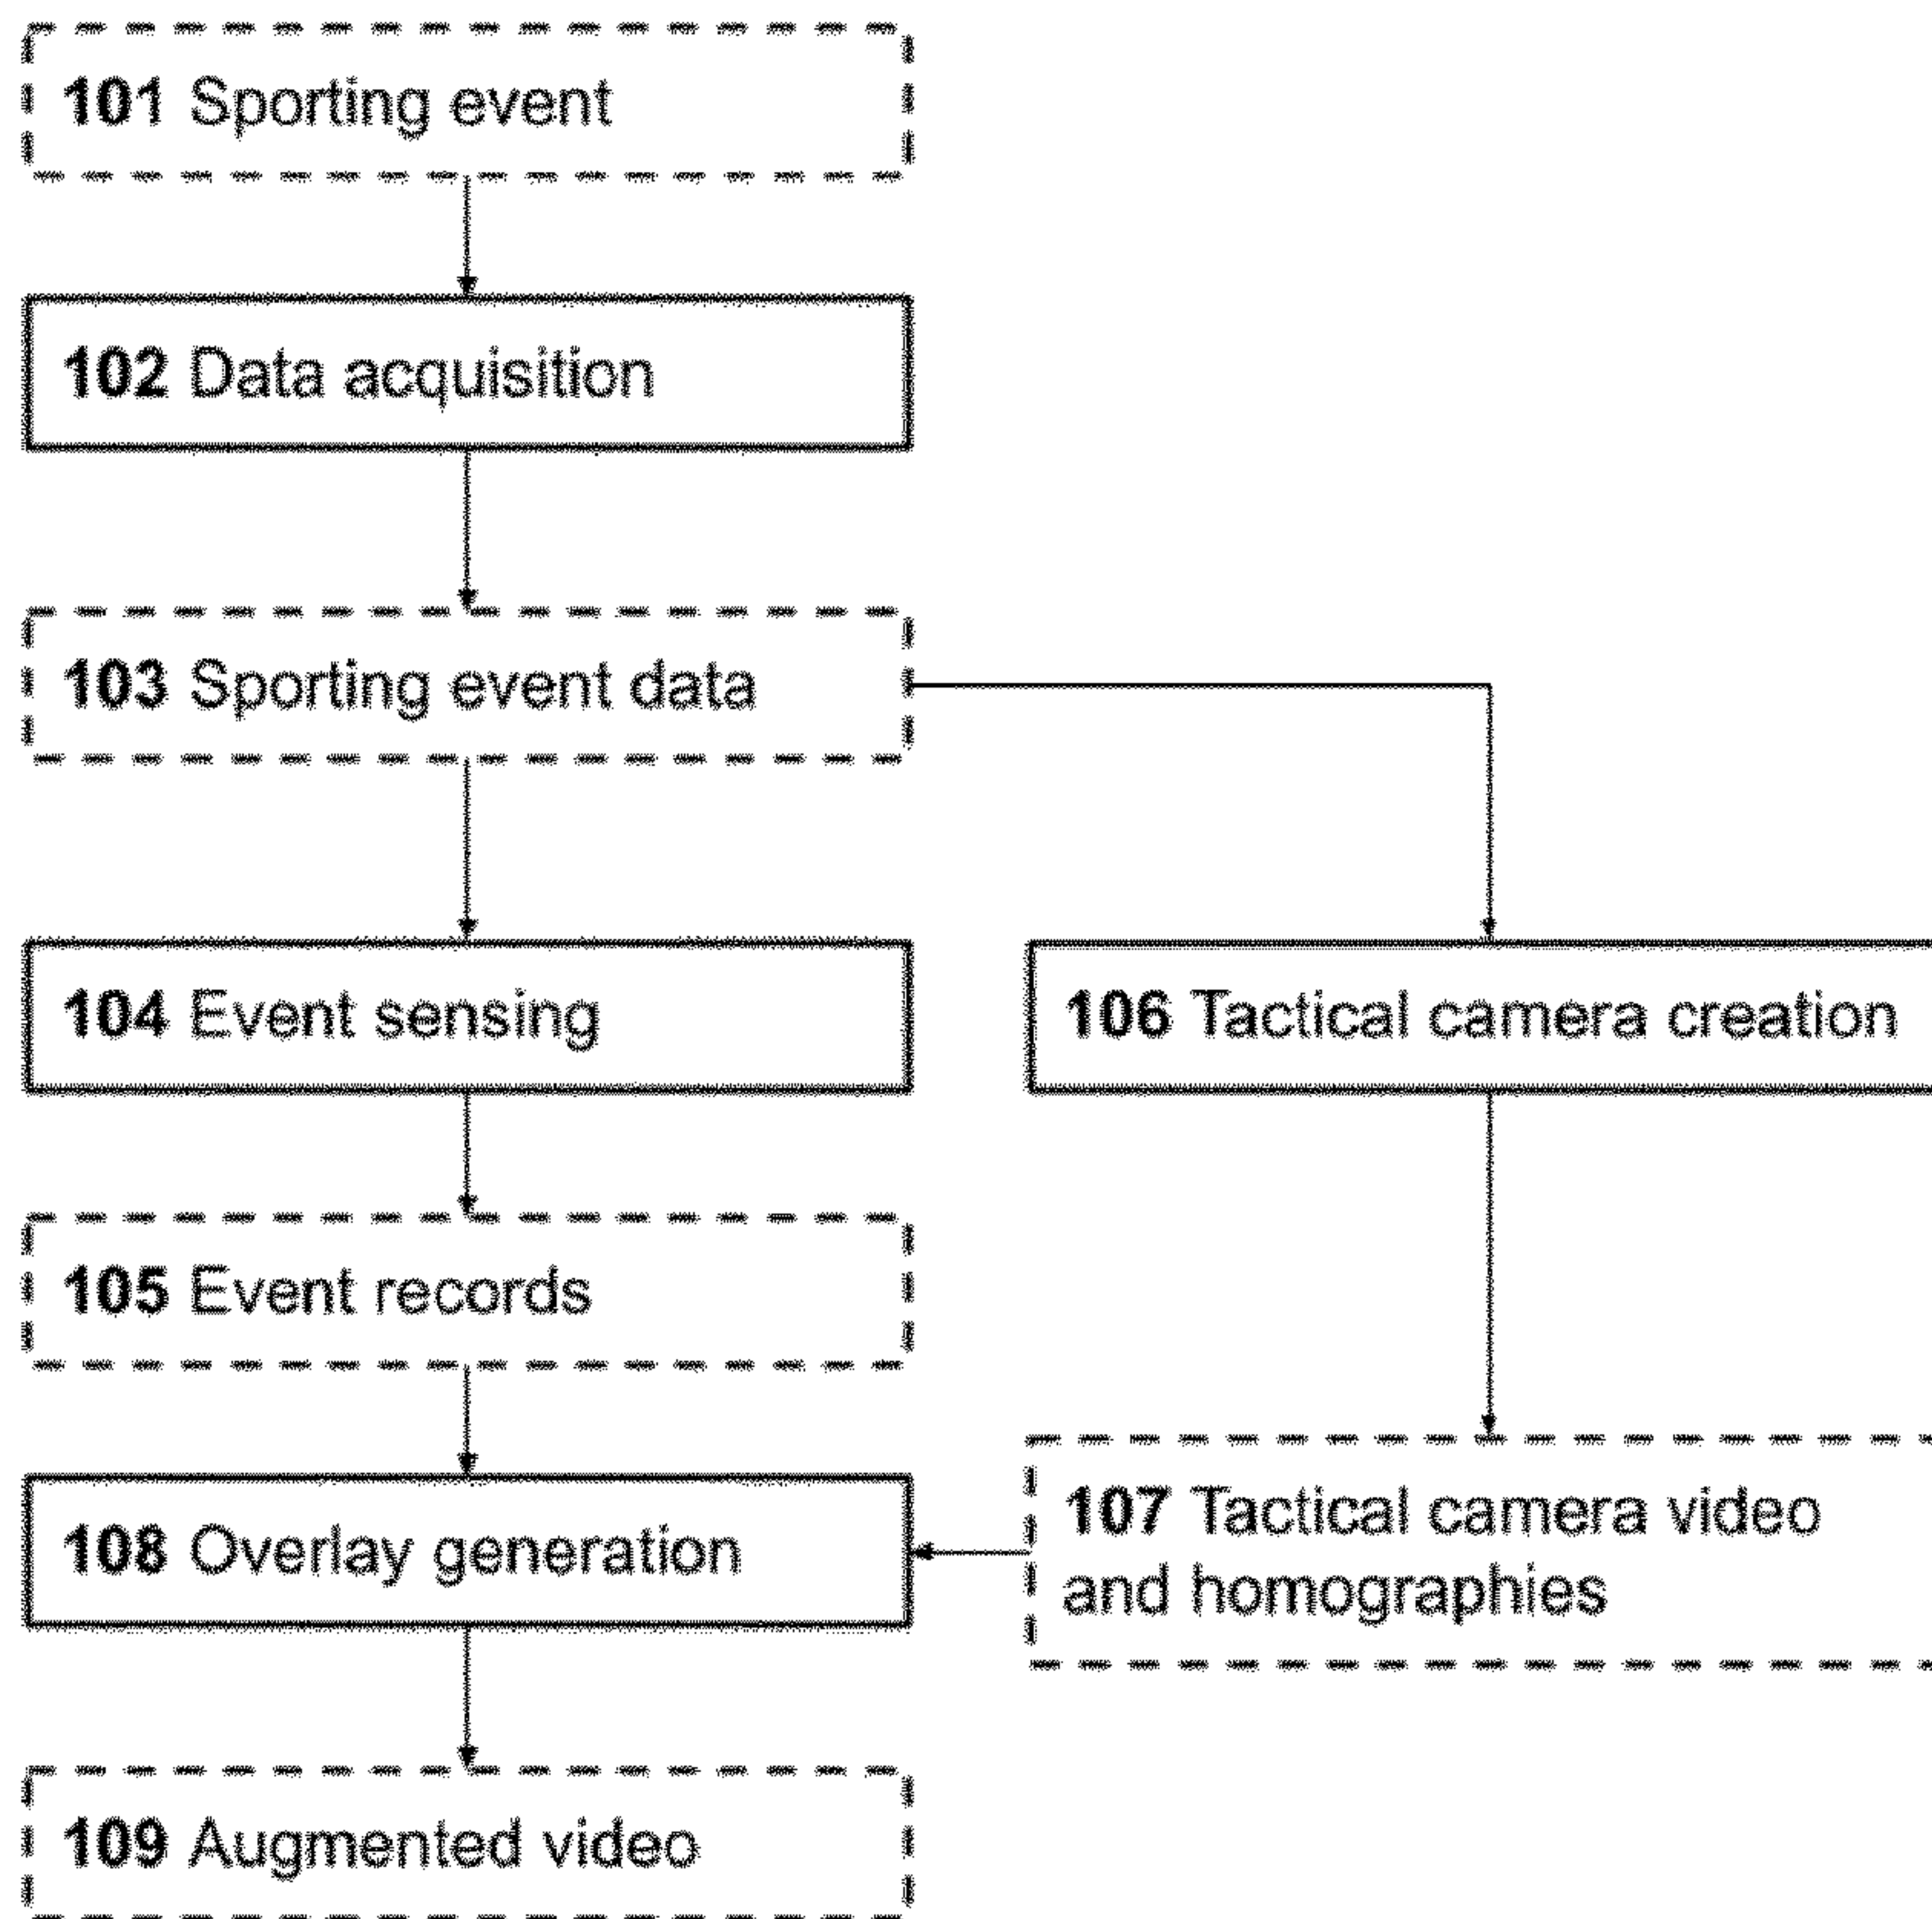 101 Sporting event
102 Data acquisition
103 Sporting event data
104 Event sensing
106 Tactical camera creation
105 Event records
107 Tactical camera video
and homographies
108 Overlay generation
109 Augmented video